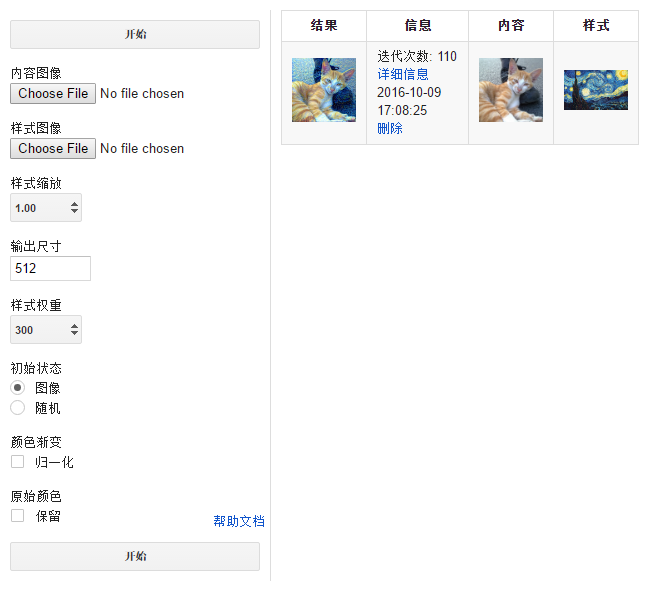 开始
内容图像
Choose File No file chosen
样式图像
Choose File No file chosen
样式缩放
1.00
输出尺寸
512
样式权重
300
初始状态
图像
随机
颜色渐变
归一化
原始颜色
保留
帮助文档
开始
结果 信息 内容 样式
迭代次数: 110
详细信息
2016-10-09
17:08:25
删除